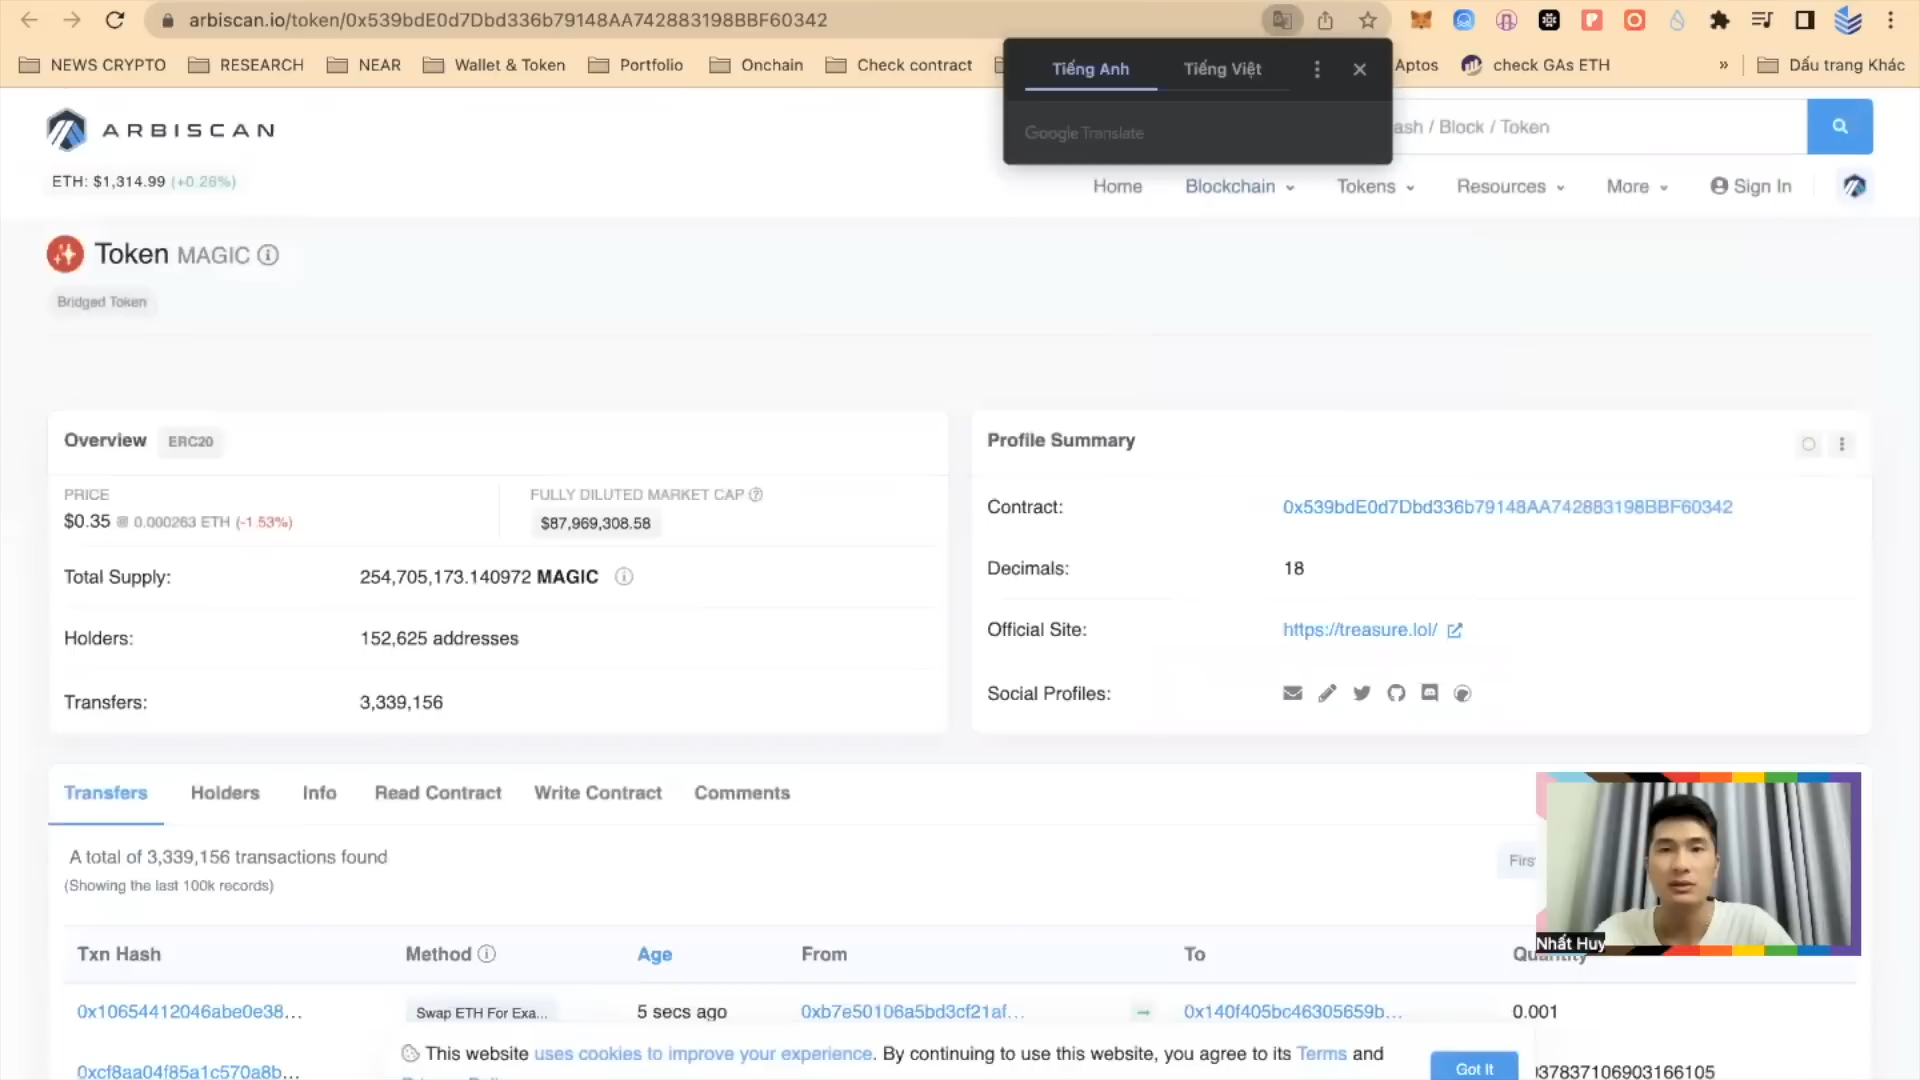 arbiscan.io/token/0x539bdE0d7Dbd336b79148AA742883198BBF60342
NEWS CRYPTO
RESEARCH
NEAR
Wallet & Token
Portfolio
Onchain
Check contract
Aptos
check GAs ETH
»
Dấu trang Khác
Tiếng Anh
Tiếng Việt
Google Translate
ARBISCAN
ash / Block / Token
ETH: $1,314.99 (+0.26%)
Home
Blockchain
Tokens
Resources
More
Sign In
Token MAGIC
Bridged Token
Overview ERC20
PRICE
$0.35 @ 0.000263 ETH (-1.53%)
FULLY DILUTED MARKET CAP
$87,969,308.58
Total Supply: 254,705,173.140972 MAGIC
Holders: 152,625 addresses
Transfers: 3,339,156
Profile Summary
Contract: 0x539bdE0d7Dbd336b79148AA742883198BBF60342
Decimals: 18
Official Site: https://treasure.lol/
Social Profiles:
Transfers
Holders
Info
Read Contract
Write Contract
Comments
A total of 3,339,156 transactions found
(Showing the last 100k records)
Firs
Nhất Huy
Txn Hash
Method
Age
From
To
Quantity
0x10654412046abe0e38...
Swap ETH For Exa...
5 secs ago
0xb7e50106a5bd3cf21af...
0x140f405bc46305659b...
0.001
0xcf8aa04f85a1c570a8b...
This website uses cookies to improve your experience. By continuing to use this website, you agree to its Terms and
Got It
37837106903166105